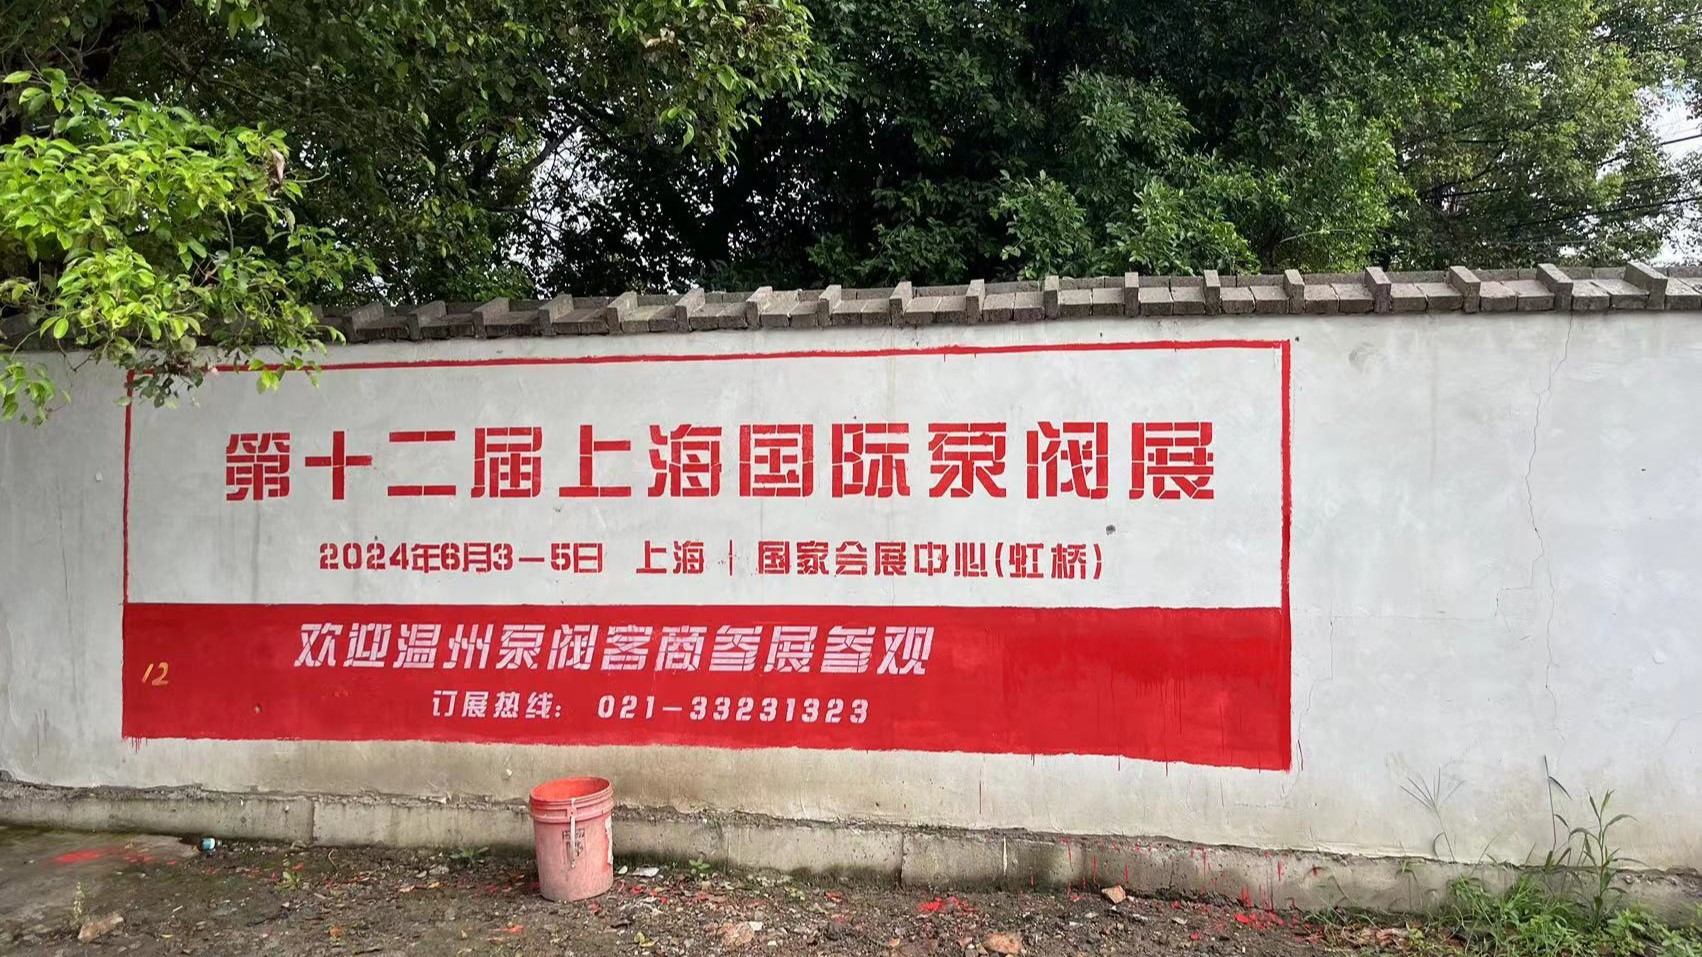 第十二届上海国际泵阀展
2024年6月3-5日 上海 | 国家会展中心(虹桥)
欢迎温州泵阀客商参展参观
12
订展热线: 021-33231323